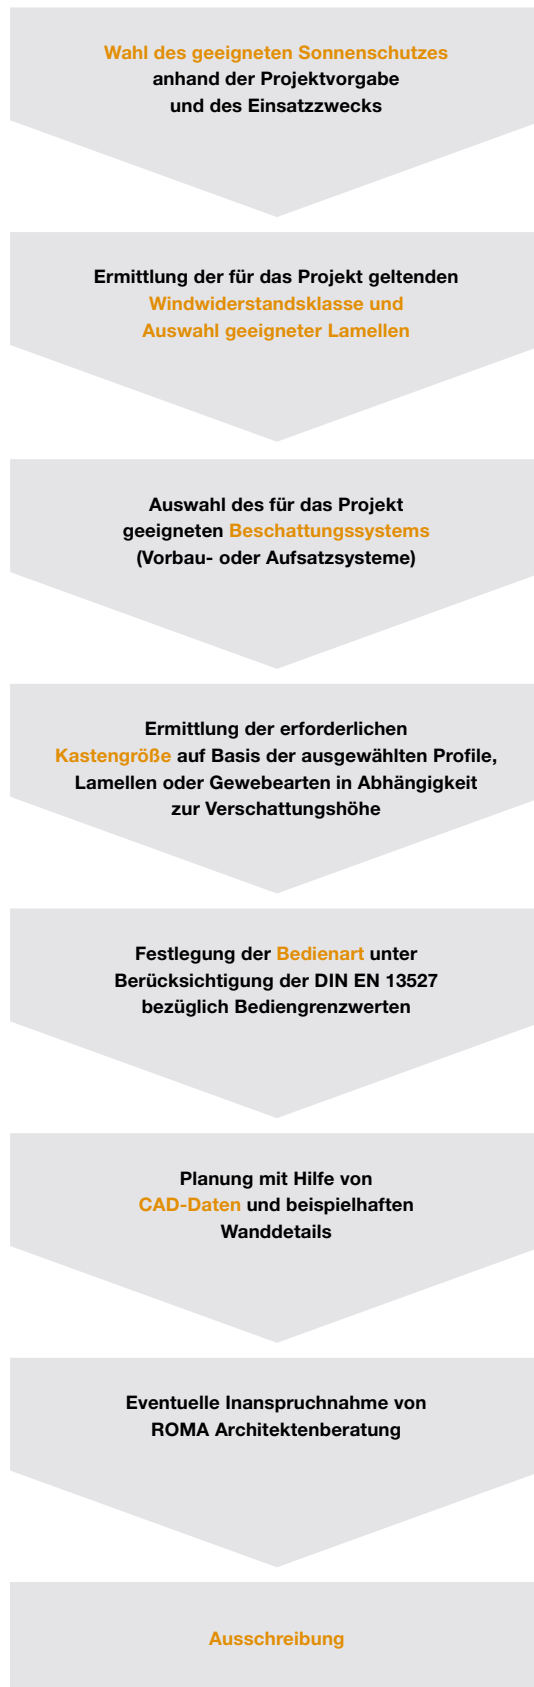 Wahl des geeigneten Sonnenschutzes
anhand der Projektvorgabe
und des Einsatzzwecks
Ermittlung der für das Projekt geltenden
Windwiderstandsklasse und
Auswahl geeigneter Lamellen
Auswahl des für das Projekt
geeigneten Beschattungssystems
(Vorbau- oder Aufsatzsysteme)
Ermittlung der erforderlichen
Kastengröße auf Basis der ausgewählten Profile,
Lamellen oder Gewebearten in Abhängigkeit
zur Verschattungshöhe
Festlegung der Bedienart unter
Berücksichtigung der DIN EN 13527
bezüglich Bediengrenzwerten
Planung mit Hilfe von
CAD-Daten und beispielhaften
Wanddetails
Eventuelle Inanspruchnahme von
ROMA Architektenberatung
Ausschreibung